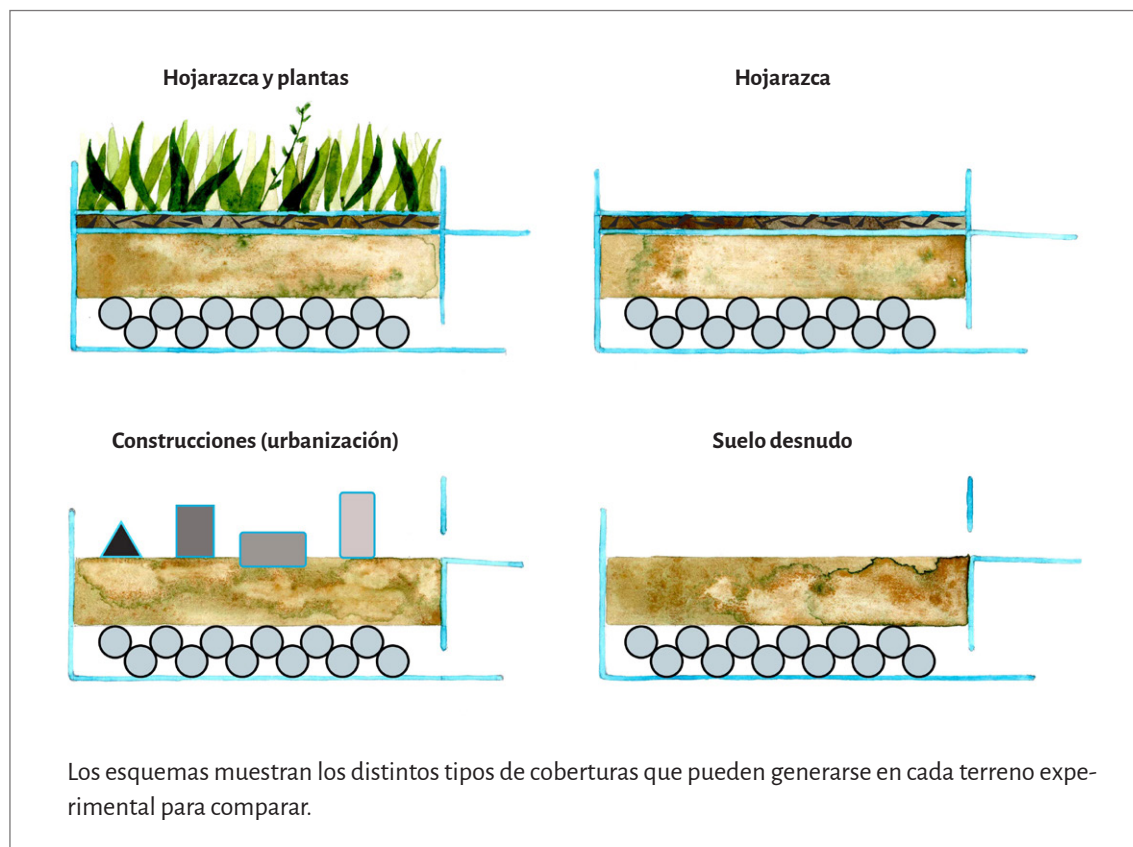 Hojarazca y plantas
Hojarazca
Construcciones (urbanización)
Suelo desnudo
Los esquemas muestran los distintos tipos de coberturas que pueden generarse en cada terreno expe-
rimental para comparar.